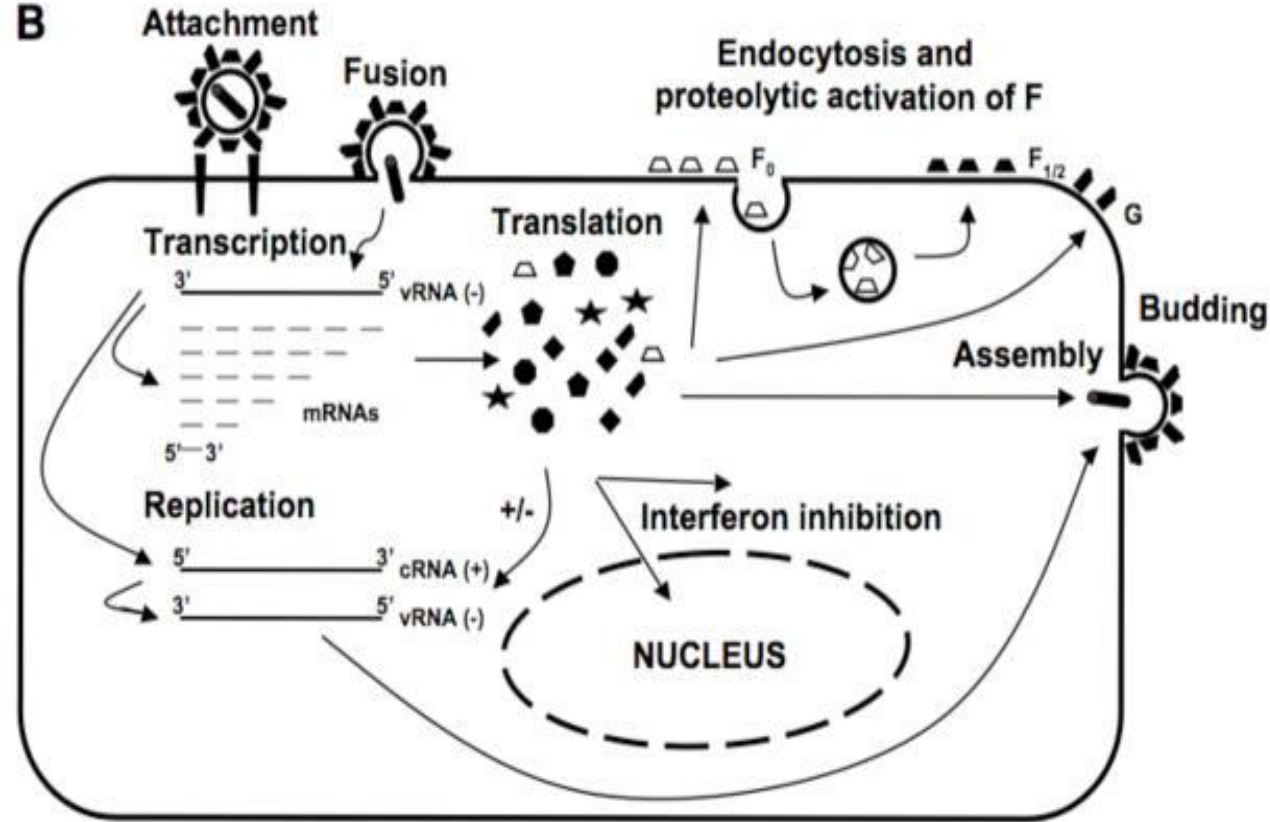 B
Attachment
Fusion
Endocytosis and
proteolytic activation of F
F0
F1/2
G
Transcription
3' 5' vRNA (-)
mRNAs
5' 3'
Translation
Budding
Assembly
Replication
+/-
Interferon inhibition
5' 3' cRNA (+)
3' 5' vRNA (-)
NUCLEUS